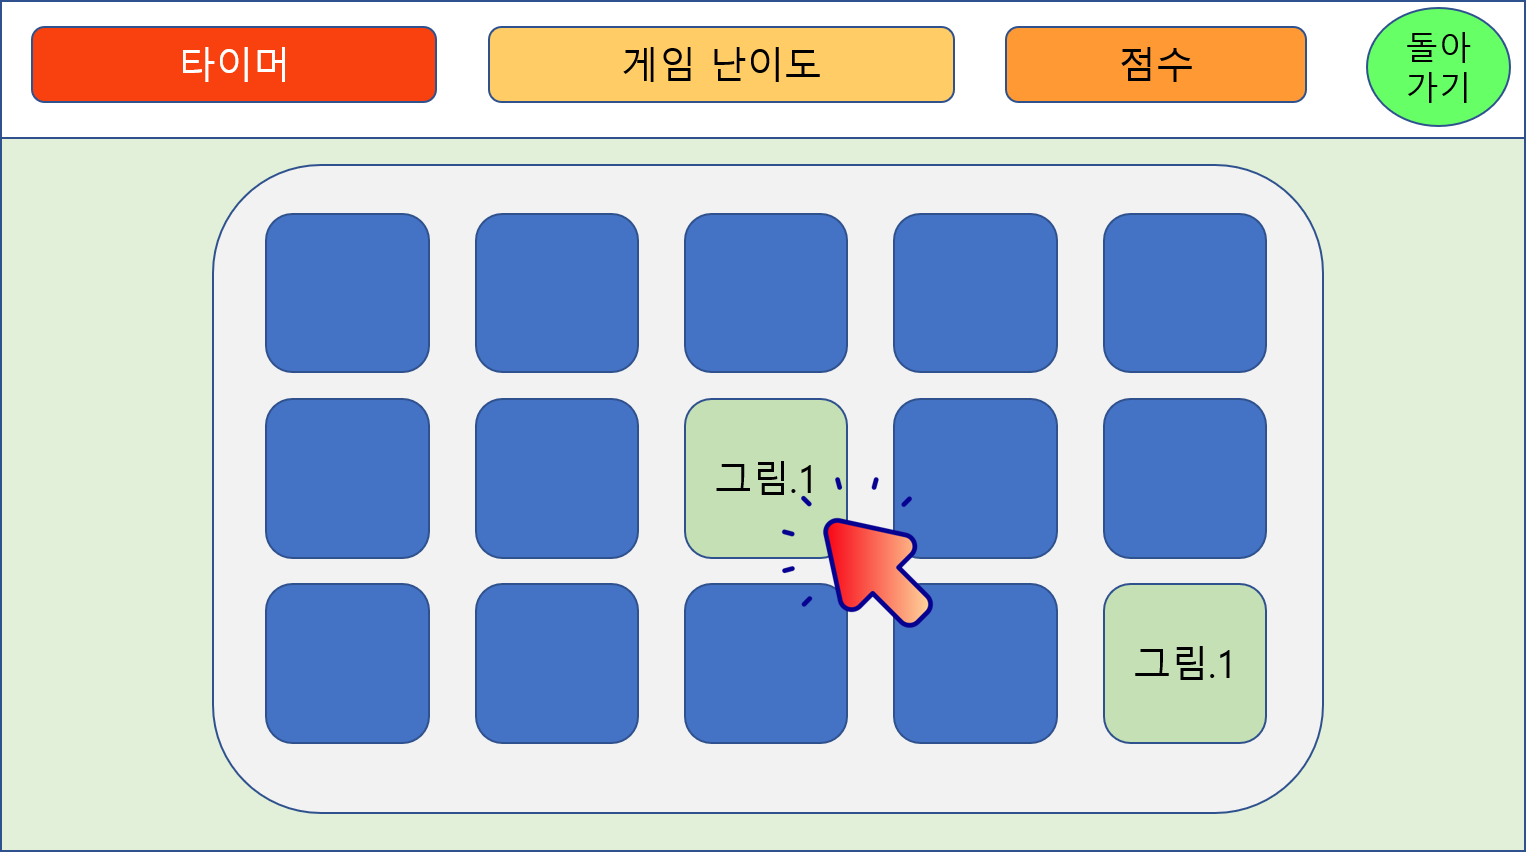 타이머
게임 난이도
점수
돌아
가기
그림.1
그림.1